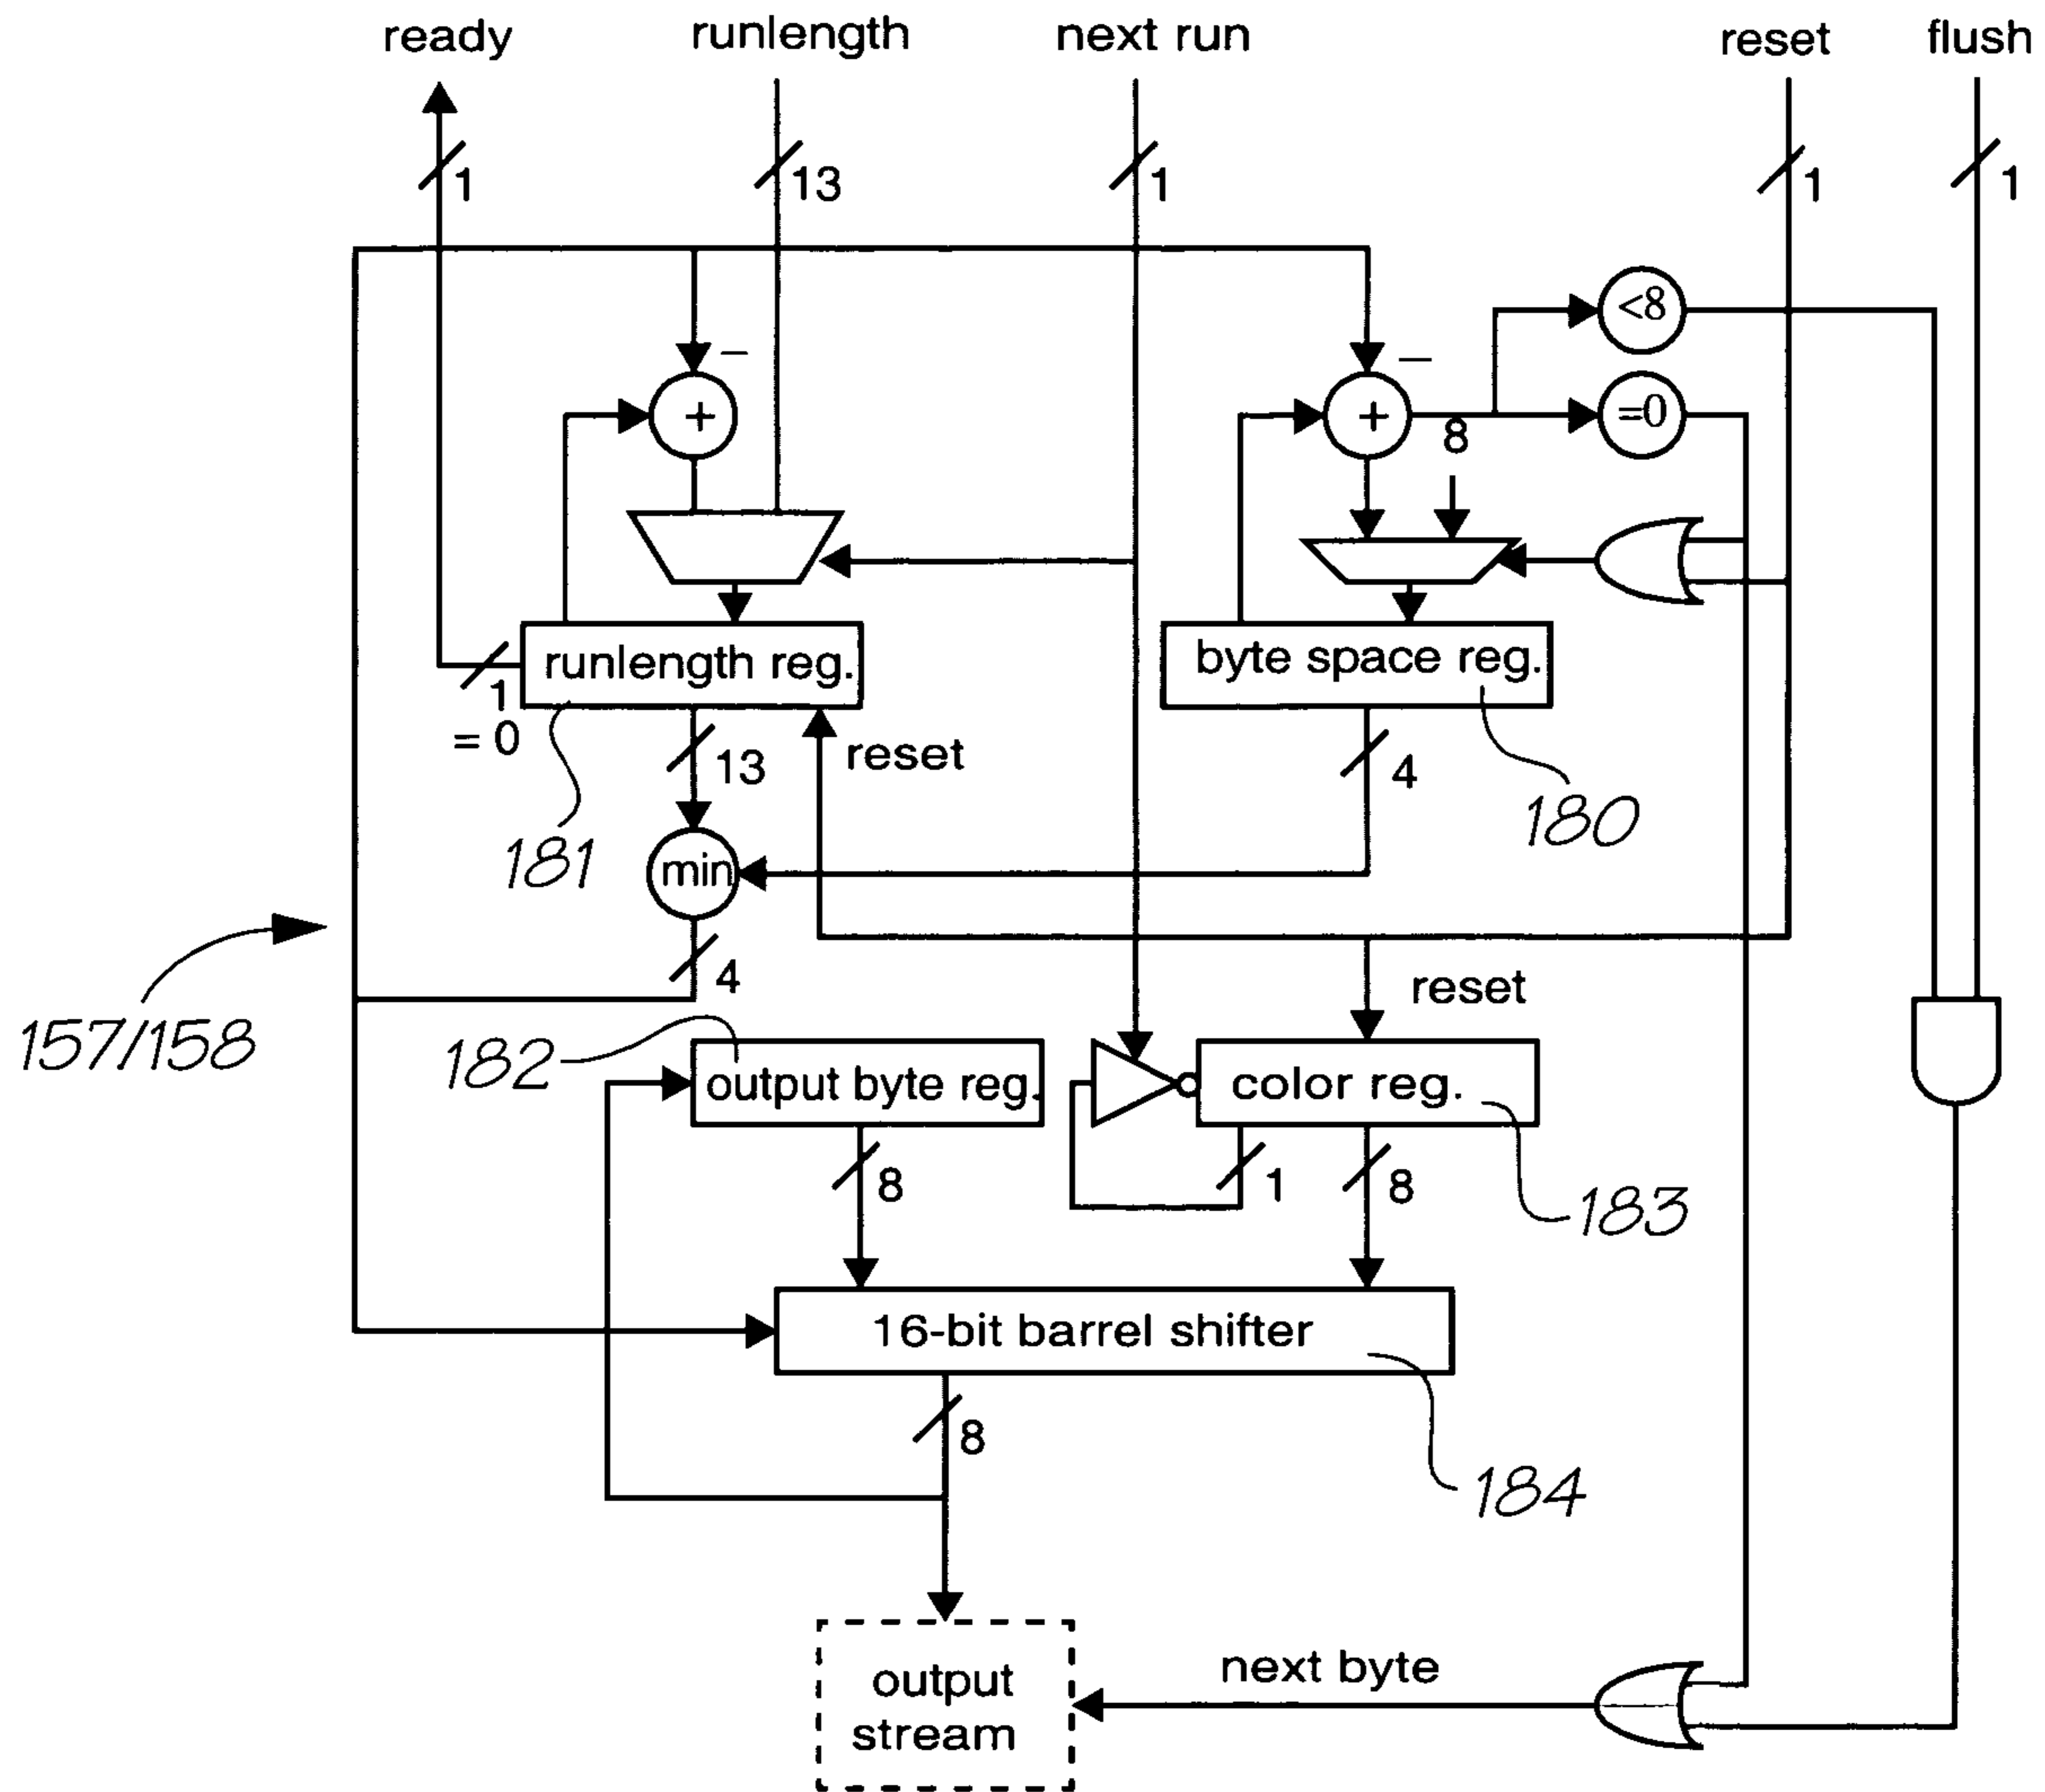 ready
runlength
next run
reset
flush
1
13
1
1
1
<8
−
−
+
+
=0
8
runlength reg.
byte space reg.
1
= 0
13
reset
4
181
180
min
4
157/158
reset
182
output byte reg.
color reg.
8
1
8
183
16-bit barrel shifter
8
184
next byte
output
stream